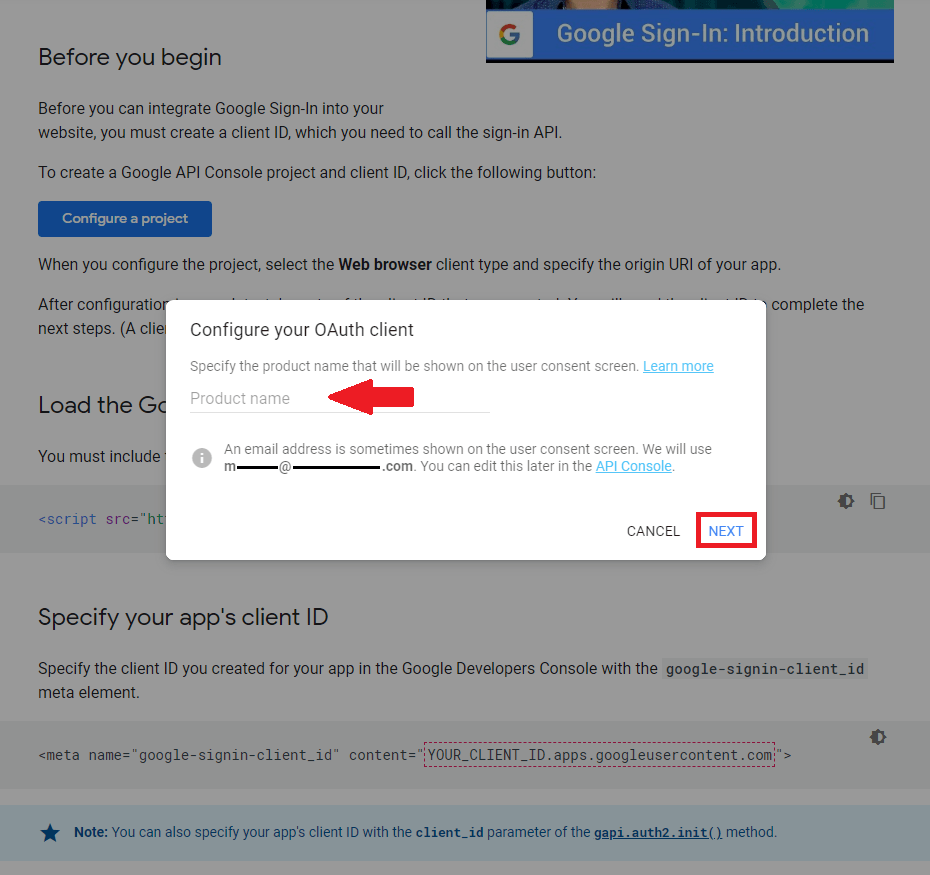 Google Sign-In: Introduction
Before you begin
Before you can integrate Google Sign-In into your
website, you must create a client ID, which you need to call the sign-in API.
To create a Google API Console project and client ID, click the following button:
Configure a project
When you configure the project, select the Web browser client type and specify the origin URI of your app.
After configuration complete the
next steps. (A clie
Configure your OAuth client
Specify the product name that will be shown on the user consent screen. Learn more
Product name
An email address is sometimes shown on the user consent screen. We will use
m@.com. You can edit this later in the API Console.
CANCEL NEXT
Load the Go
You must include
<script src="htt
Specify your app's client ID
Specify the client ID you created for your app in the Google Developers Console with the google-signin-client_id
meta element.
<meta name="google-signin-client_id" content="YOUR_CLIENT_ID.apps.googleusercontent.com">
Note: You can also specify your app's client ID with the client_id parameter of the gapi.auth2.init() method.